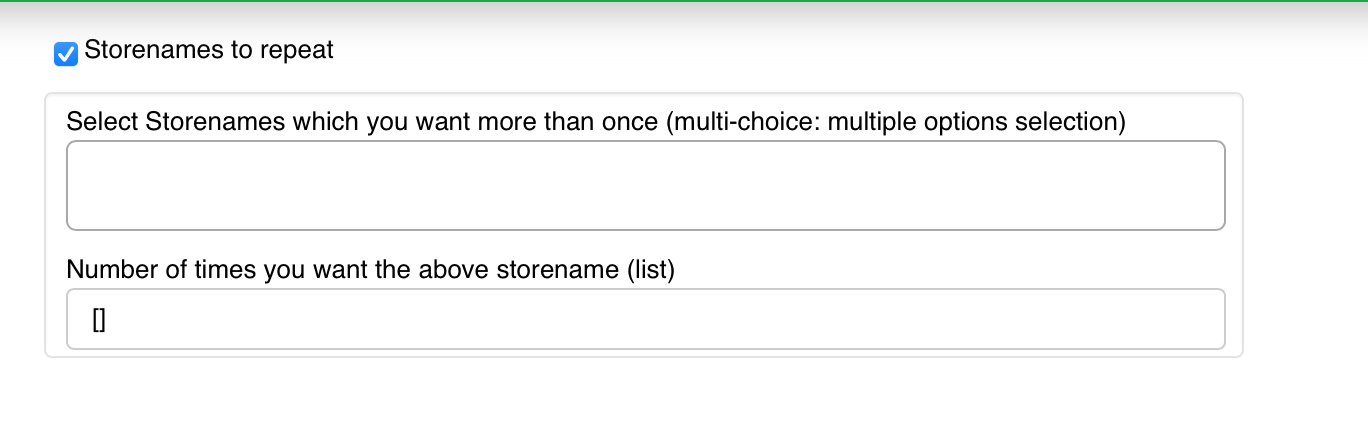 Storenames to repeat
Select Storenames which you want more than once (multi-choice: multiple options selection)
Number of times you want the above storename (list)
[]